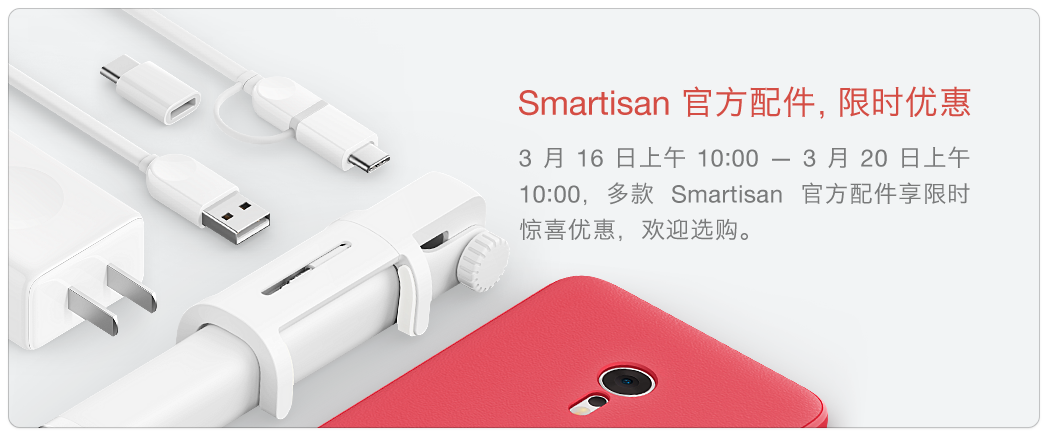 Smartisan 官方配件, 限时优惠
3 月 16 日上午 10:00 — 3 月 20 日上午
10:00，多款 Smartisan 官方配件享限时
惊喜优惠，欢迎选购。